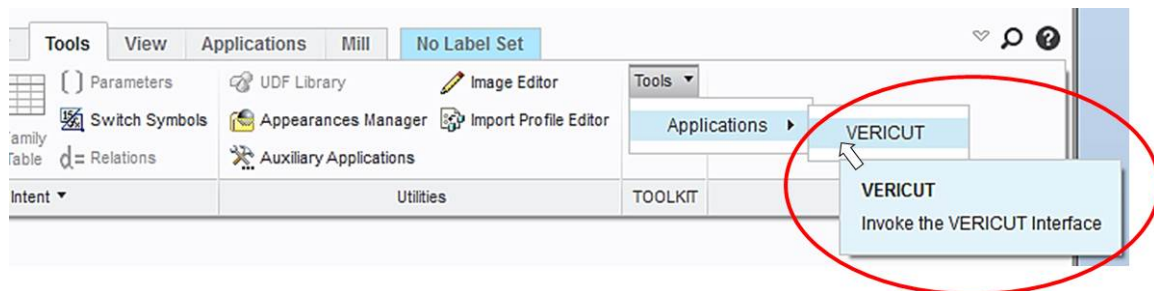 Tools View Applications Mill No Label Set
Parameters UDF Library Image Editor Tools
Switch Symbols Appearances Manager Import Profile Editor Applications VERICUT
Table d= Relations Auxiliary Applications
Intent Utilities TOOLKIT
VERICUT
Invoke the VERICUT Interface